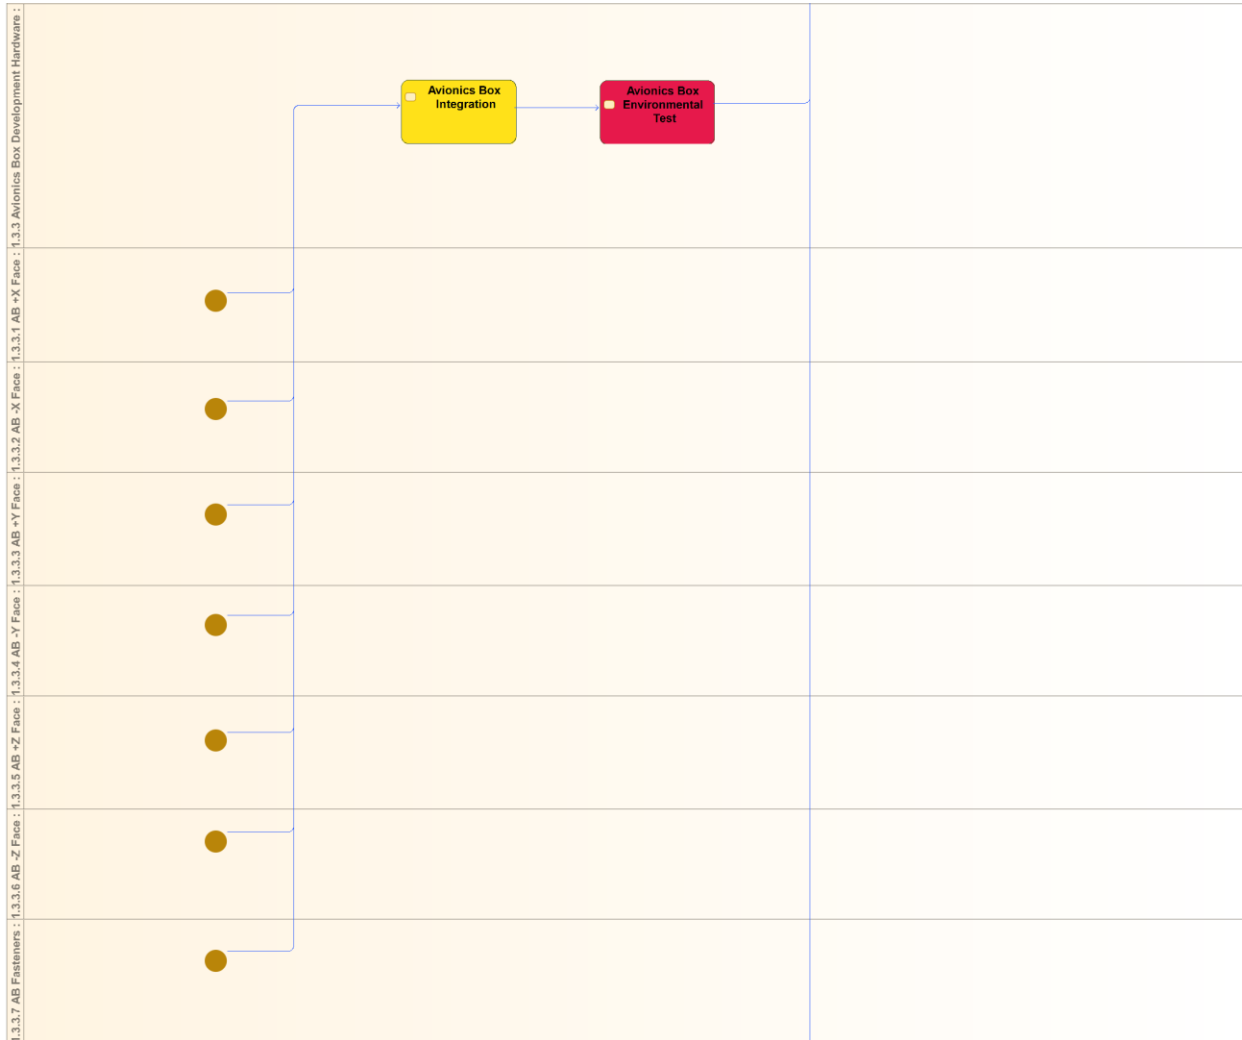 1.3.3 Avionics Box Development Hardware :
Avionics Box
Integration
Avionics Box
Environmental
Test
1.3.3.1 AB +X Face :
1.3.3.2 AB -X Face :
1.3.3.3 AB +Y Face :
1.3.3.4 AB -Y Face :
1.3.3.5 AB +Z Face :
1.3.3.6 AB -Z Face :
1.3.3.7 AB Fasteners :